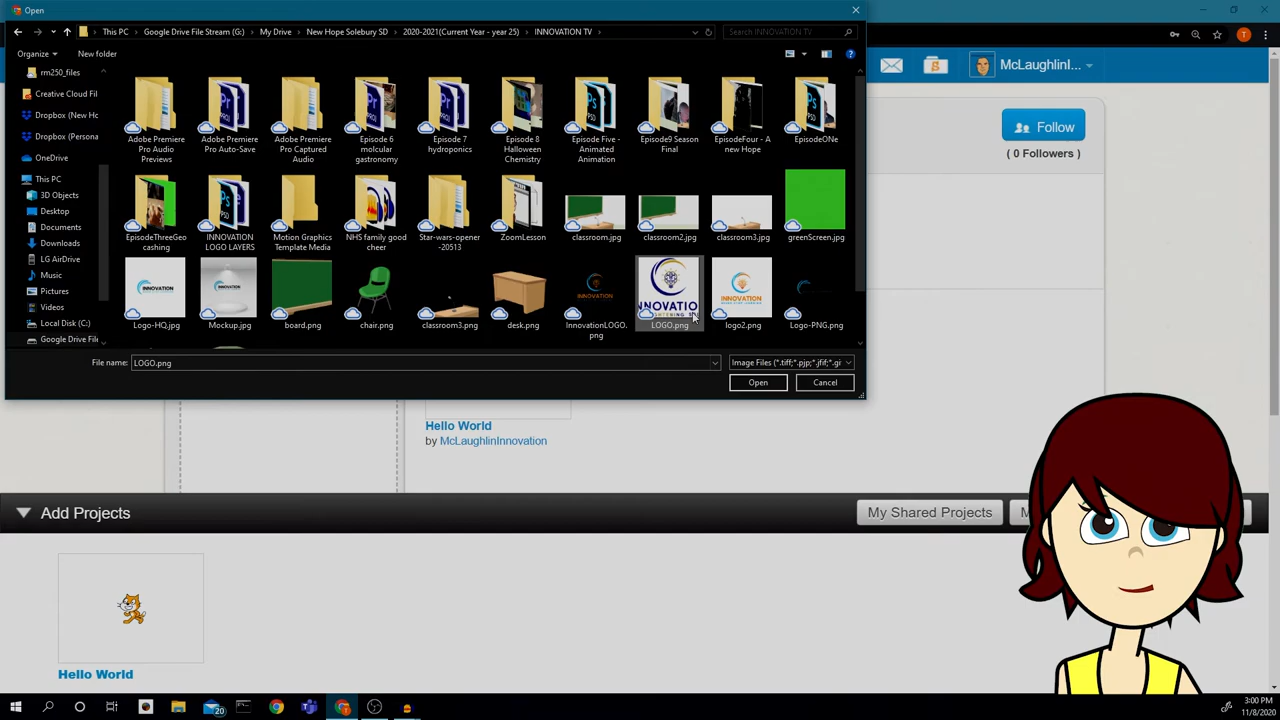 Open
This PC > Google Drive File Stream (G:) > My Drive > New Hope Solebury SD > 2020-2021(Current Year - year 25) > INNOVATION TV >
Search INNOVATION TV
Organize
New folder
rm250_files
Creative Cloud Fil
Dropbox (New Hc
Dropbox (Persona
OneDrive
This PC
3D Objects
Desktop
Documents
Downloads
LG AirDrive
Music
Pictures
Videos
Local Disk (C:)
Google Drive File
Adobe Premiere
Pro Audio
Previews
Adobe Premiere
Pro Auto-Save
Adobe Premiere
Pro Captured
Audio
Episode 6
molcular
gastronomy
Episode 7
hydroponics
Episode 8
Halloween
Chemistry
Episode Five -
Animated
Animation
Episode9 Season
Final
EpisodeFour - A
new Hope
EpisodeONe
EpisodeThreeGeo
cashing
INNOVATION
LOGO LAYERS
Motion Graphics
Template Media
NHS family good
cheer
Star-wars-opener
-20513
ZoomLesson
classroom.jpg
classroom2.jpg
classroom3.jpg
greenScreen.jpg
INNOVATION
INNOVATION
INNOVATION
NNOVATIO
INNOVATION
Logo-HQ.jpg
Mockup.jpg
board.png
chair.png
classroom3.png
desk.png
InnovationLOGO.
png
LOGO.png
logo2.png
Logo-PNG.png
File name:
LOGO.png
Image Files (*.tiff;*.pjp;*.jfif;*.gi
Open
Cancel
McLaughlinI...
Follow
( 0 Followers )
Hello World
by McLaughlinInnovation
Add Projects
My Shared Projects
Hello World
20
3:00 PM
11/8/2020